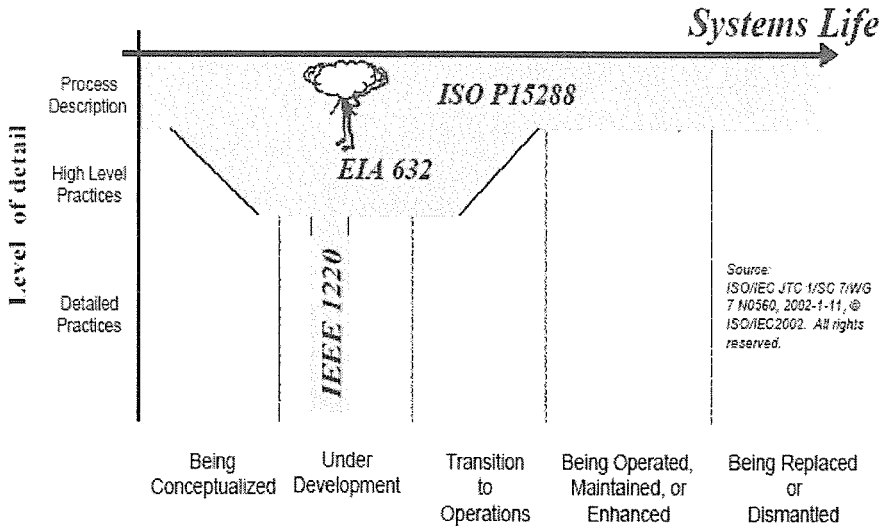 Systems Life
Process
Description
ISO P15288
High Level
Practices
EIA 632
Level of detail
Detailed
Practices
IEEE 1220
Source:
ISO/IEC JTC 1/SC 7/WG
7 N0560, 2002-1-11, ©
ISO/IEC2002. All rights
reserved.
Being
Conceptualized
Under
Development
Transition
to
Operations
Being Operated,
Maintained, or
Enhanced
Being Replaced
or
Dismantled